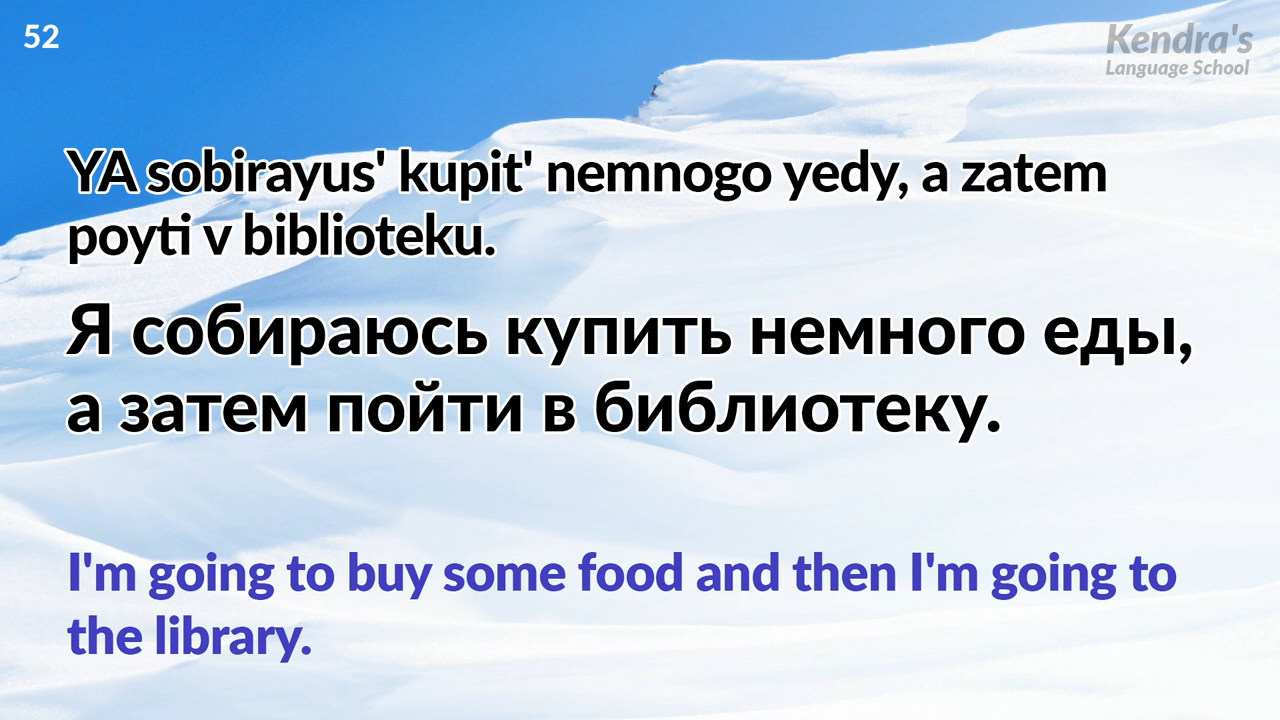 52
Kendra's
Language School
YA sobirayus' kupit' nemnogo yedy, a zatem
poyti v biblioteku.
Я собираюсь купить немного еды,
а затем пойти в библиотеку.
I'm going to buy some food and then I'm going to
the library.